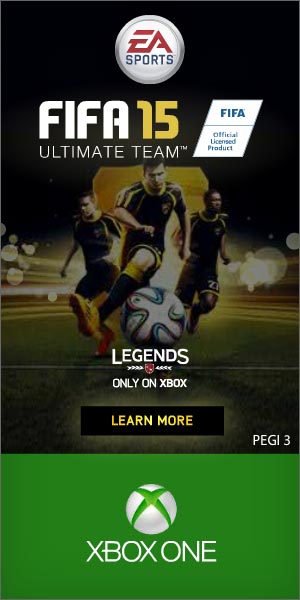 EA
SPORTS
FIFA 15
ULTIMATE TEAM™
FIFA
Official
Licensed
Product
21
LEGENDS
ONLY ON XBOX
LEARN MORE
PEGI 3
XBOX ONE